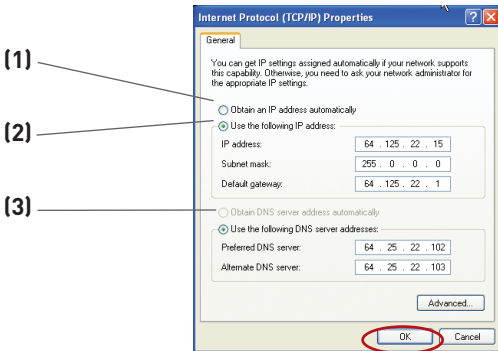 Internet Protocol (TCP/IP) Properties
General
You can get IP settings assigned automatically if your network supports
this capability. Otherwise, you need to ask your network administrator for
the appropriate IP settings.
(1)
Obtain an IP address automatically
(2)
Use the following IP address:
IP address: 64 . 125 . 22 . 15
Subnet mask: 255 . 0 . 0 . 0
Default gateway: 64 . 125 . 22 . 1
(3)
Obtain DNS server address automatically
Use the following DNS server addresses:
Preferred DNS server: 64 . 25 . 22 . 102
Alternate DNS server: 64 . 25 . 22 . 103
Advanced...
OK Cancel